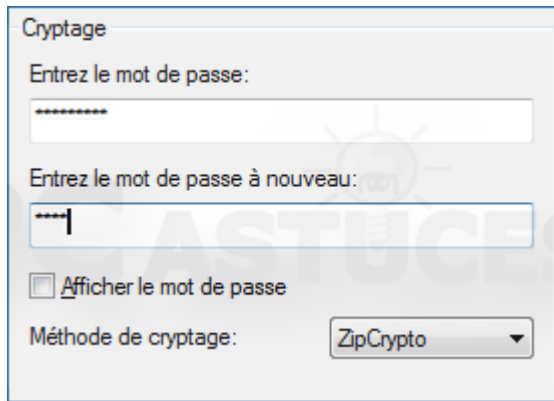 Cryptage
Entrez le mot de passe:
*********
Entrez le mot de passe à nouveau:
****
Afficher le mot de passe
Méthode de cryptage:
ZipCrypto
PC ASTUCES